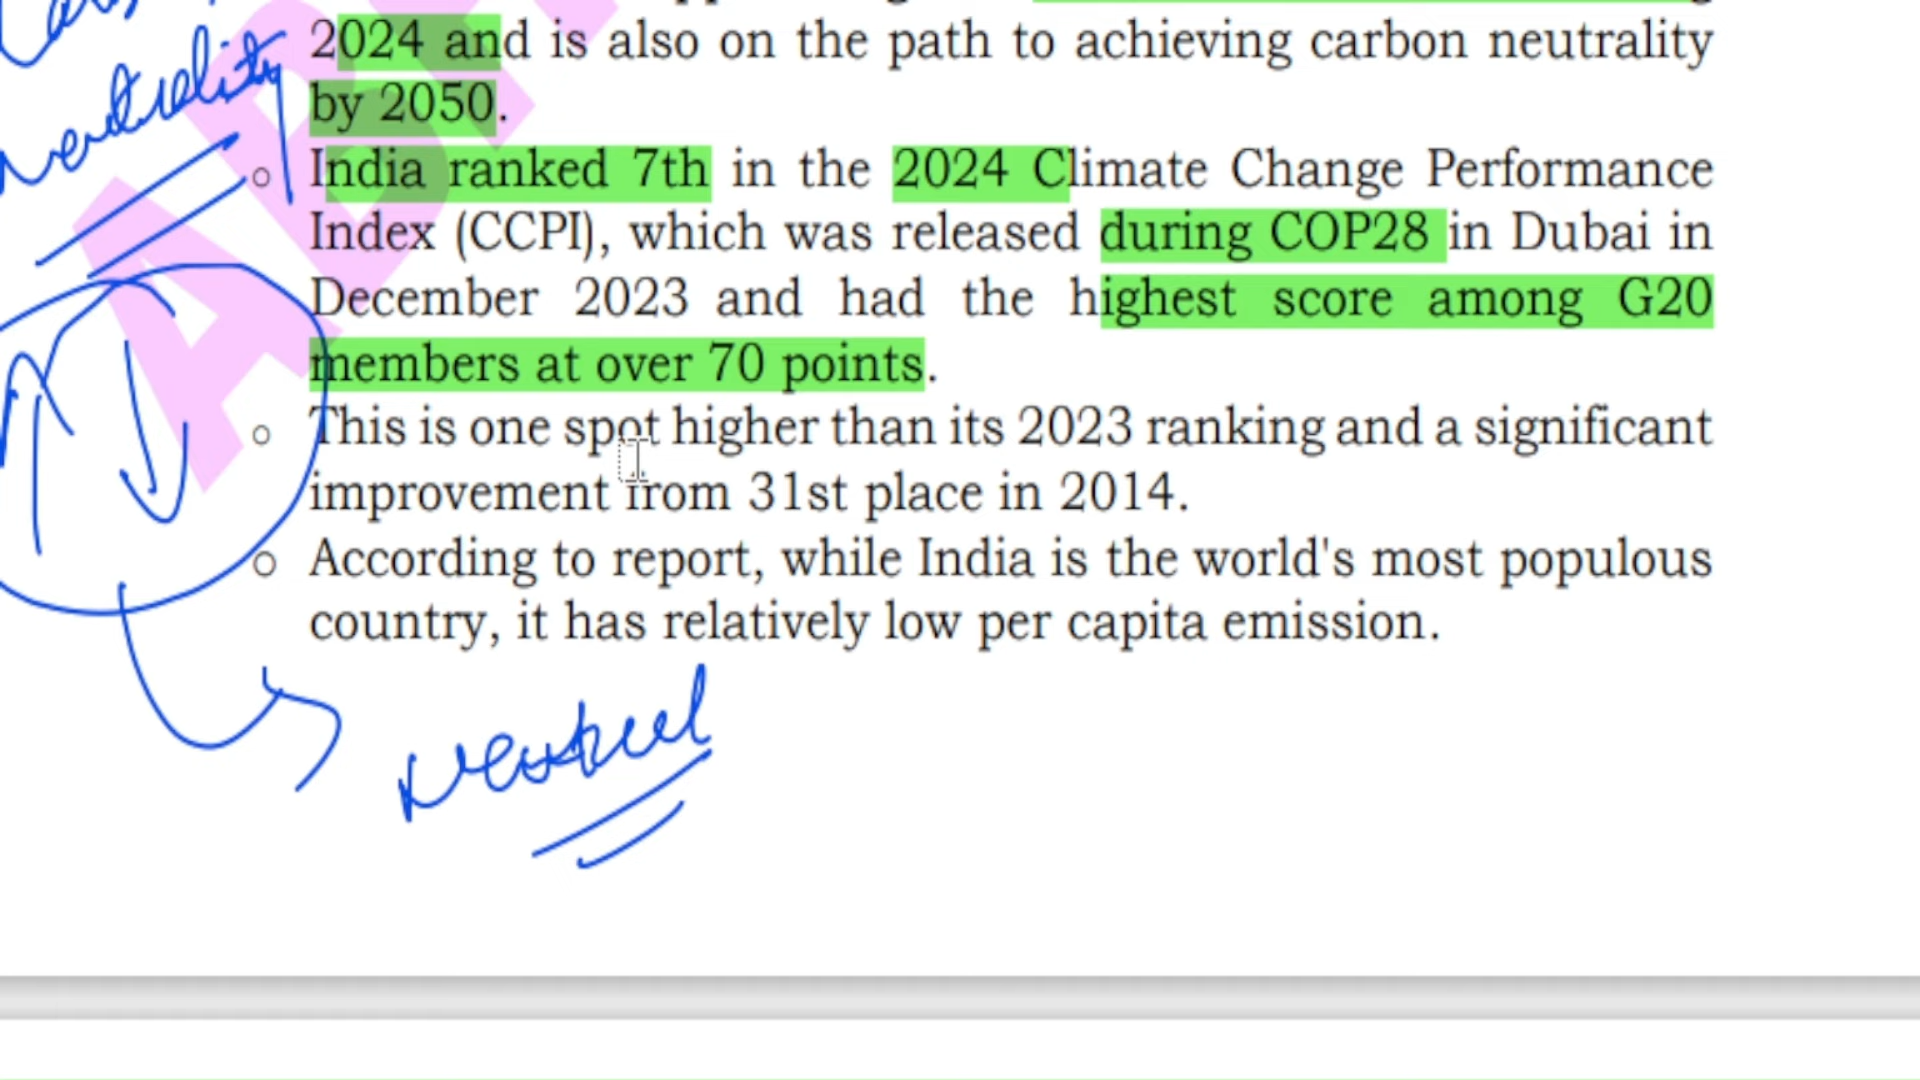 2024 and is also on the path to achieving carbon neutrality
by 2050.
neutrality
○ India ranked 7th in the 2024 Climate Change Performance
Index (CCPI), which was released during COP28 in Dubai in
December 2023 and had the highest score among G20
members at over 70 points.
○ This is one spot higher than its 2023 ranking and a significant
improvement from 31st place in 2014.
○ According to report, while India is the world's most populous
country, it has relatively low per capita emission.
Neutral